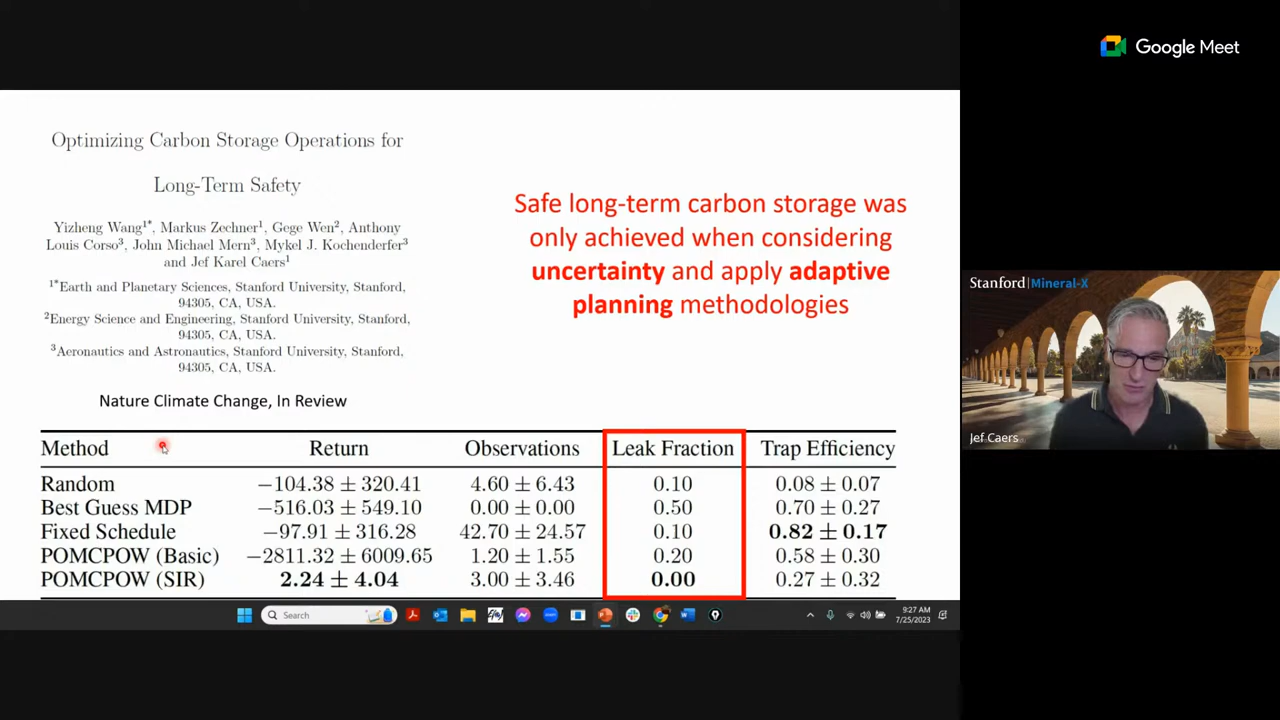 Google Meet
Optimizing Carbon Storage Operations for
Long-Term Safety
Yizheng Wang1*, Markus Zechner1, Gege Wen2, Anthony
Louis Corso3, John Michael Mern3, Mykel J. Kochenderfer3
and Jef Karel Caers1
1*Earth and Planetary Sciences, Stanford University, Stanford,
94305, CA, USA.
2Energy Science and Engineering, Stanford University, Stanford,
94305, CA, USA.
3Aeronautics and Astronautics, Stanford University, Stanford,
94305, CA, USA.
Nature Climate Change, In Review
Safe long-term carbon storage was
only achieved when considering
uncertainty and apply adaptive
planning methodologies
Method Return Observations Leak Fraction Trap Efficiency
Random −104.38 ± 320.41 4.60 ± 6.43 0.10 0.08 ± 0.07
Best Guess MDP −516.03 ± 549.10 0.00 ± 0.00 0.50 0.70 ± 0.27
Fixed Schedule −97.91 ± 316.28 42.70 ± 24.57 0.10 0.82 ± 0.17
POMCPOW (Basic) −2811.32 ± 6009.65 1.20 ± 1.55 0.20 0.58 ± 0.30
POMCPOW (SIR) 2.24 ± 4.04 3.00 ± 3.46 0.00 0.27 ± 0.32
Stanford | Mineral-X
Jef Caers
Search
9:27 AM
7/25/2023